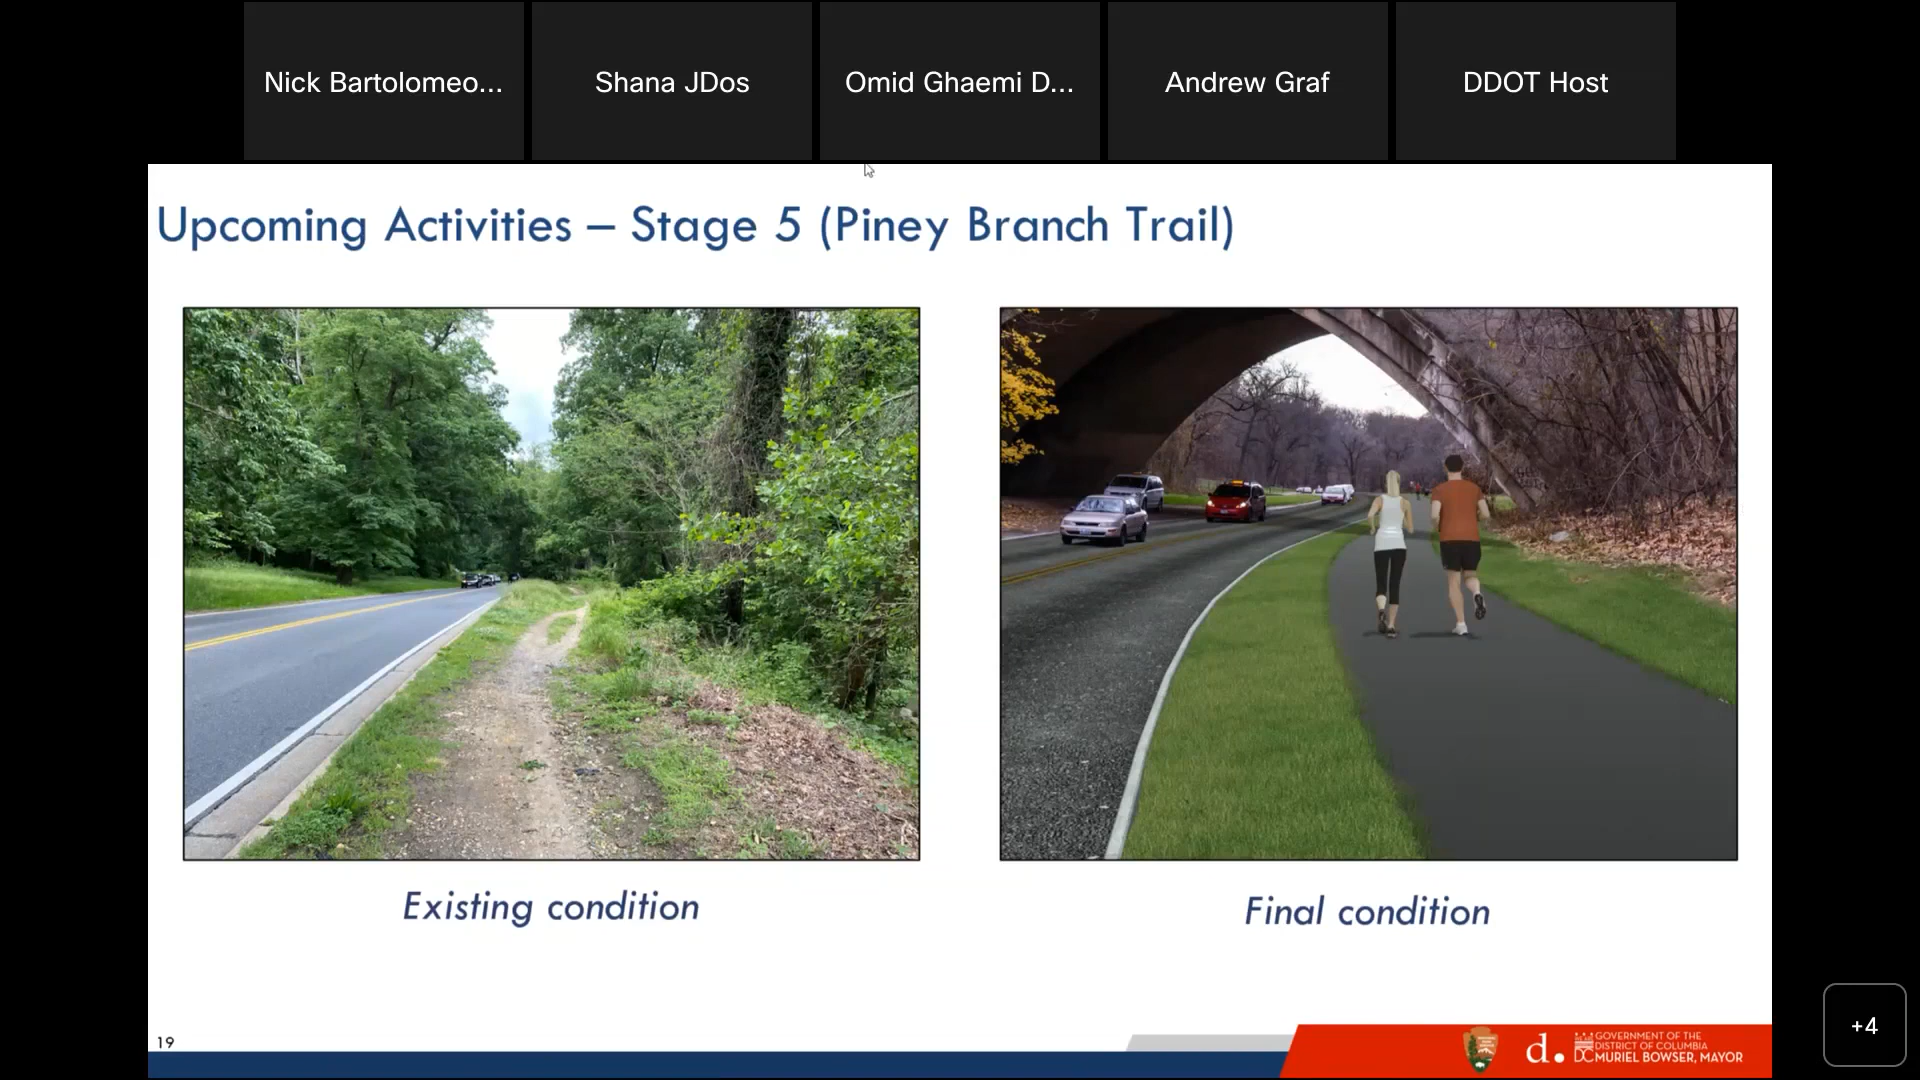 Nick Bartolomeo...
Shana JDos
Omid Ghaemi D...
Andrew Graf
DDOT Host
Upcoming Activities – Stage 5 (Piney Branch Trail)
Existing condition
Final condition
19
d.
DC
GOVERNMENT OF THE
DISTRICT OF COLUMBIA
MURIEL BOWSER, MAYOR
+4